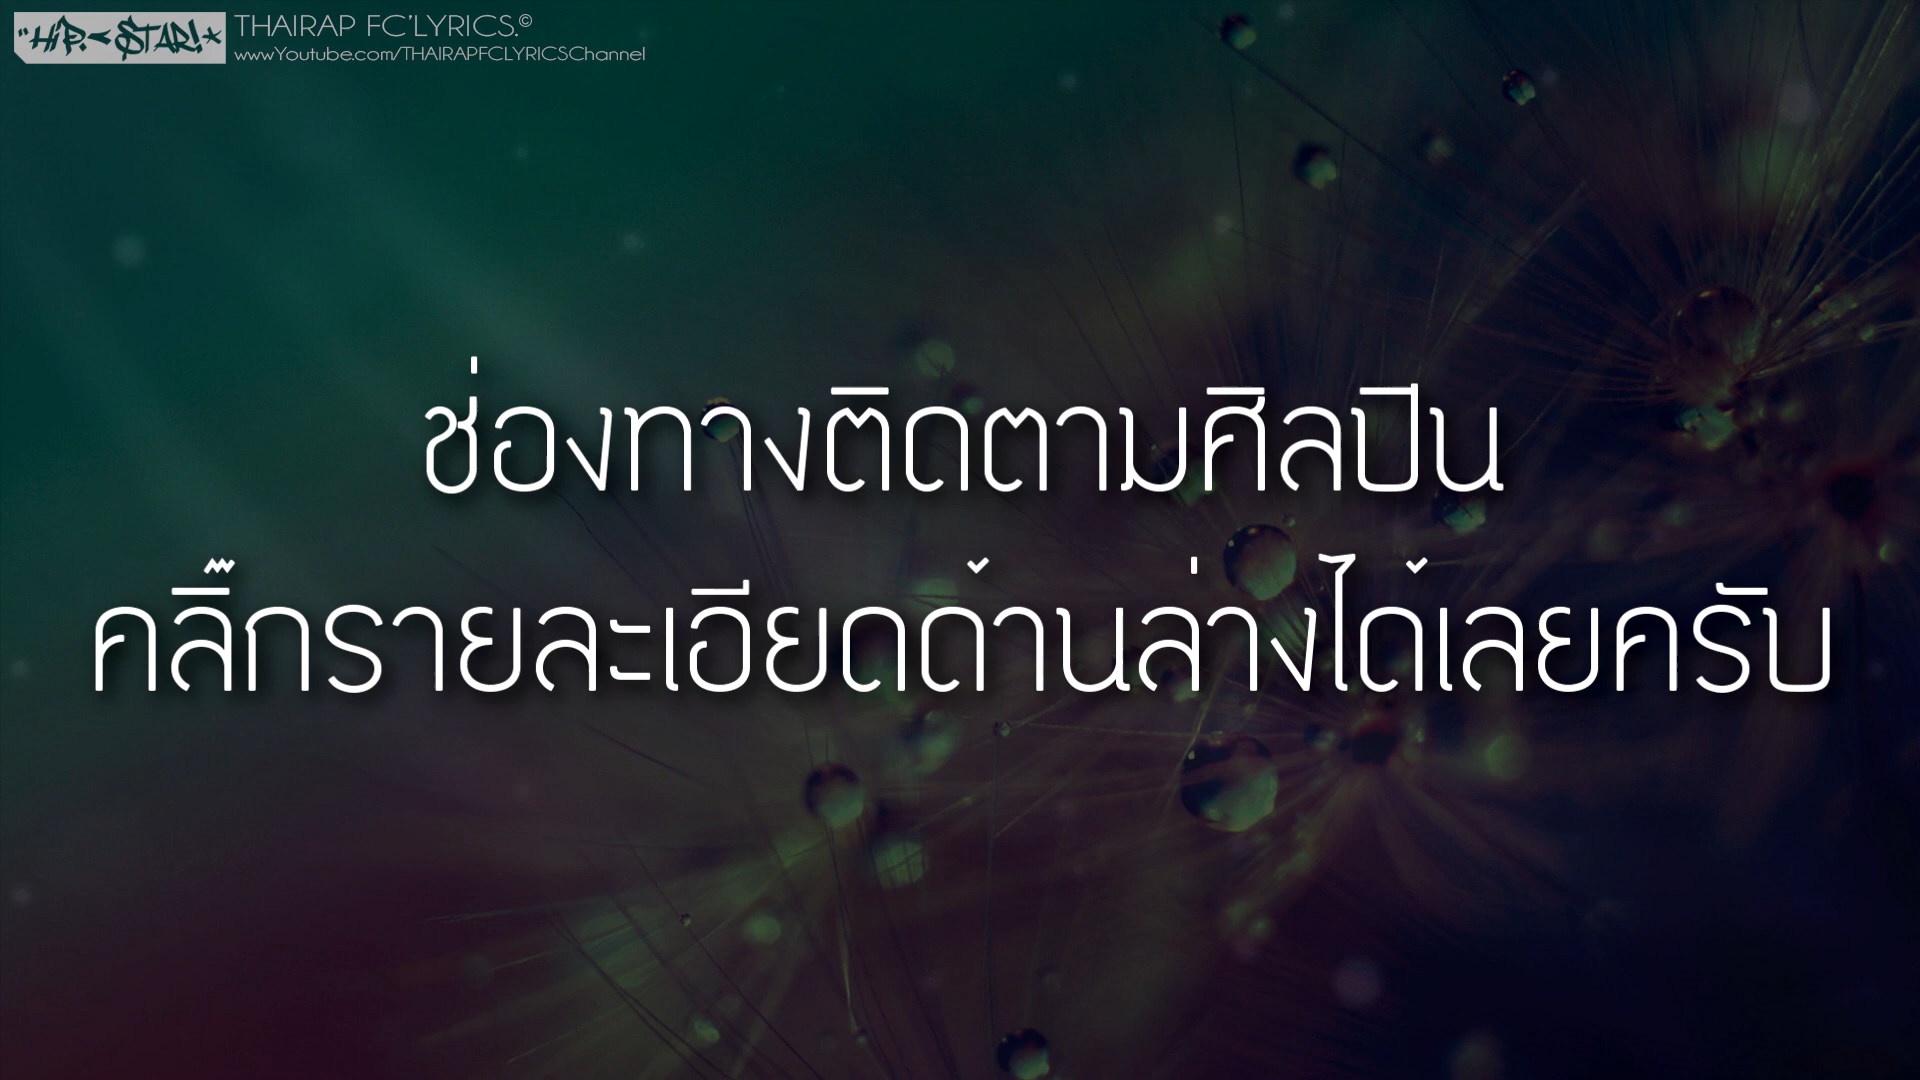 "HIP.<STAR!*
THAIRAP FC'LYRICS.©
www.Youtube.com/THAIRAPFCLYRICSChannel
ช่องทางติดตามศิลปิน
คลิ๊กรายละเอียดด้านล่างได้เลยครับ